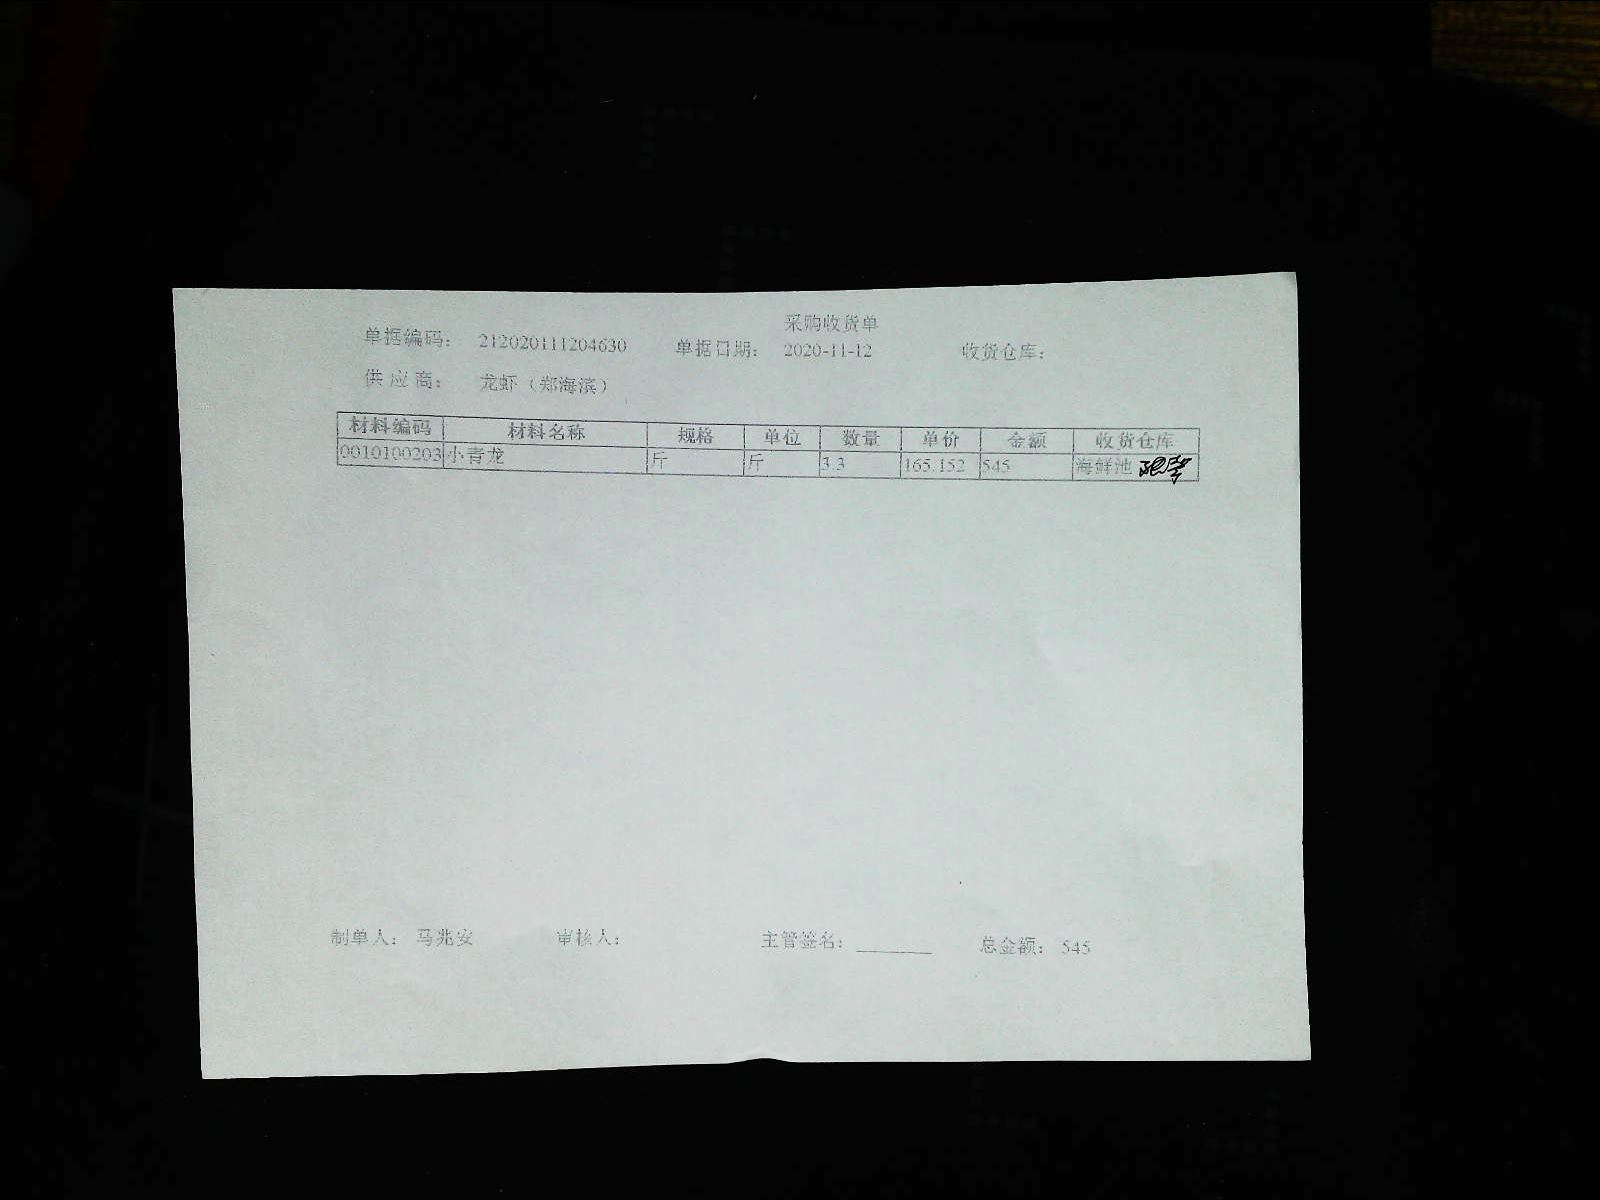 采购收货单
单据编码： 212020111204630 单据日期： 2020-11-12 收货仓库：
供应商： 龙虾（郑海滨）
材料编码 材料名称 规格 单位 数量 单价 金额 收货仓库
0010100203 小青龙 斤 斤 3.3 165.152 545 海鲜池
制单人： 马兆安 审核人： 主管签名： 总金额： 545